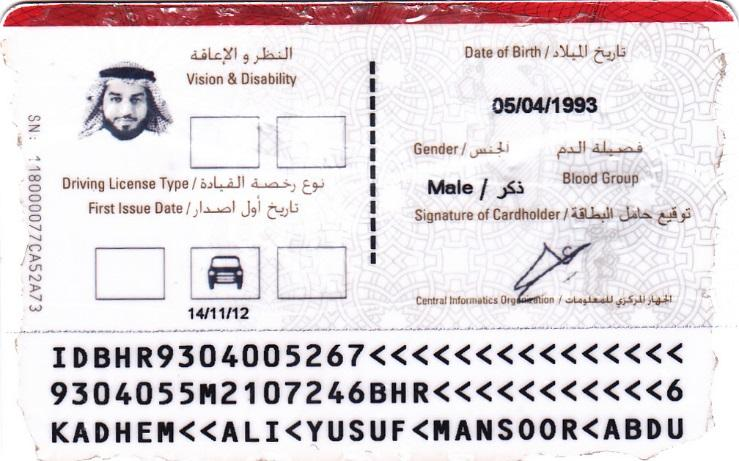 النظر و الإعاقة
Vision & Disability
SN: 118000077CA52A73
نوع رخصة القيادة / Driving License Type
تاريخ أول اصدار / First Issue Date
14/11/12
تاريخ الميلاد / Date of Birth
05/04/1993
الجنس / Gender
فصيلة الدم
Blood Group
ذكر / Male
توقيع حامل البطاقة / Signature of Cardholder
الجهاز المركزي للمعلومات / Central Informatics Organization
IDBHR9304005267<<<<<<<<<<<<<<<
9304055M2107246BHR<<<<<<<<<<<6
KADHEM<<ALI<YUSUF<MANSOOR<ABDU